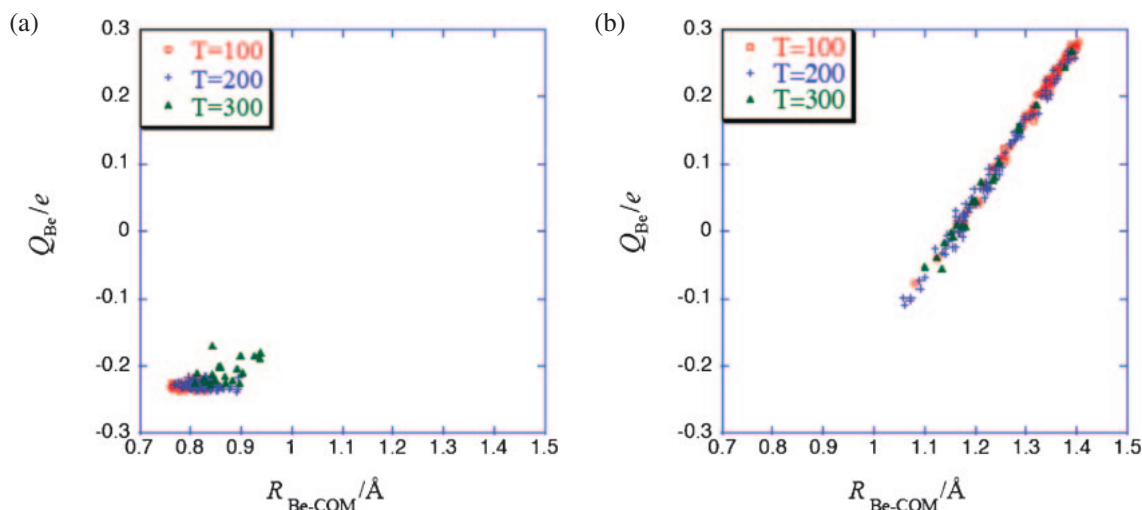 (a)
0.3
0.2
0.1
0
-0.1
-0.2
-0.3
Q_Be/e
T=100
T=200
T=300
0.7 0.8 0.9 1 1.1 1.2 1.3 1.4 1.5
R_Be-COM/Å
(b)
0.3
0.2
0.1
0
-0.1
-0.2
-0.3
Q_Be/e
T=100
T=200
T=300
0.7 0.8 0.9 1 1.1 1.2 1.3 1.4 1.5
R_Be-COM/Å